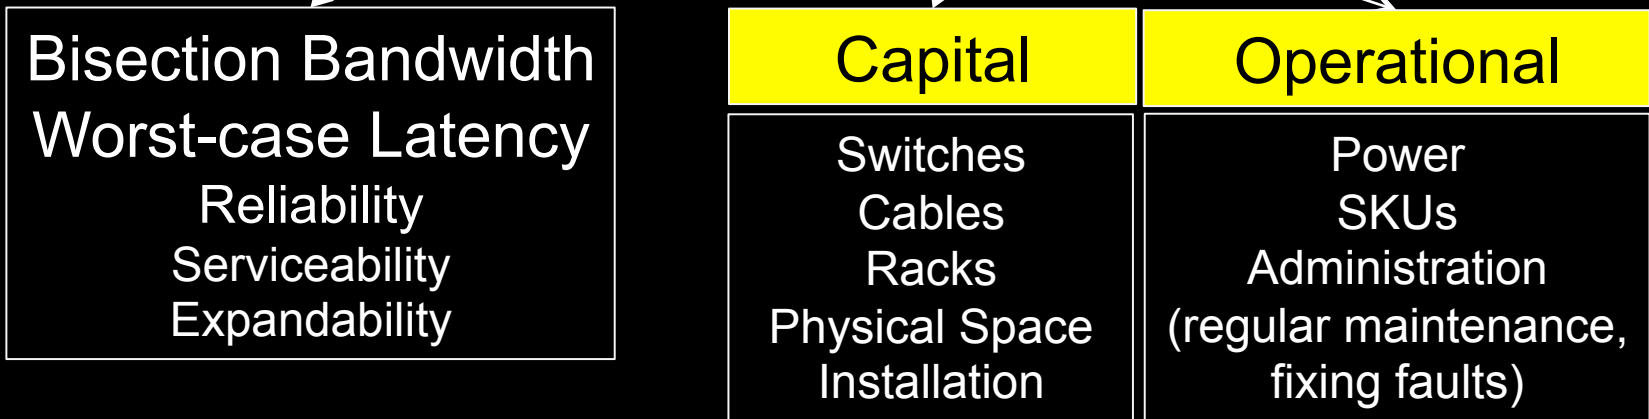 Bisection Bandwidth
Worst-case Latency
Reliability
Serviceability
Expandability
Capital
Switches
Cables
Racks
Physical Space
Installation
Operational
Power
SKUs
Administration
(regular maintenance,
fixing faults)